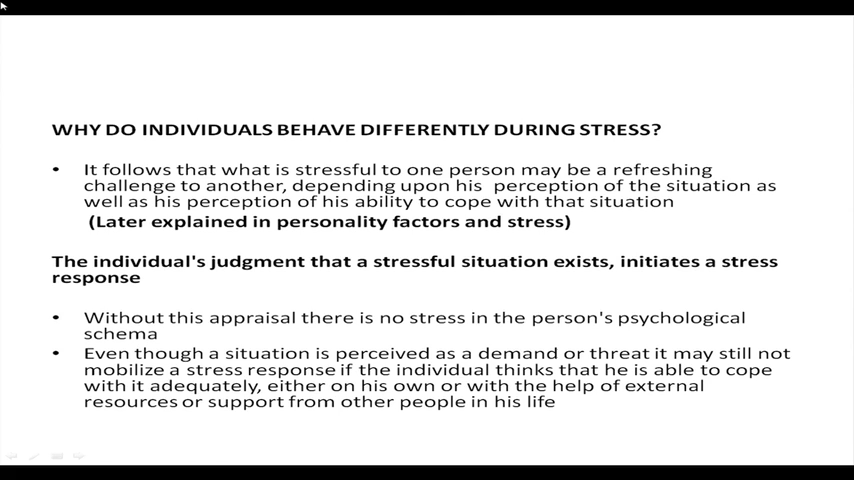 WHY DO INDIVIDUALS BEHAVE DIFFERENTLY DURING STRESS?
• It follows that what is stressful to one person may be a refreshing
challenge to another, depending upon his perception of the situation as
well as his perception of his ability to cope with that situation
(Later explained in personality factors and stress)
The individual's judgment that a stressful situation exists, initiates a stress
response
• Without this appraisal there is no stress in the person's psychological
schema
• Even though a situation is perceived as a demand or threat it may still not
mobilize a stress response if the individual thinks that he is able to cope
with it adequately, either on his own or with the help of external
resources or support from other people in his life